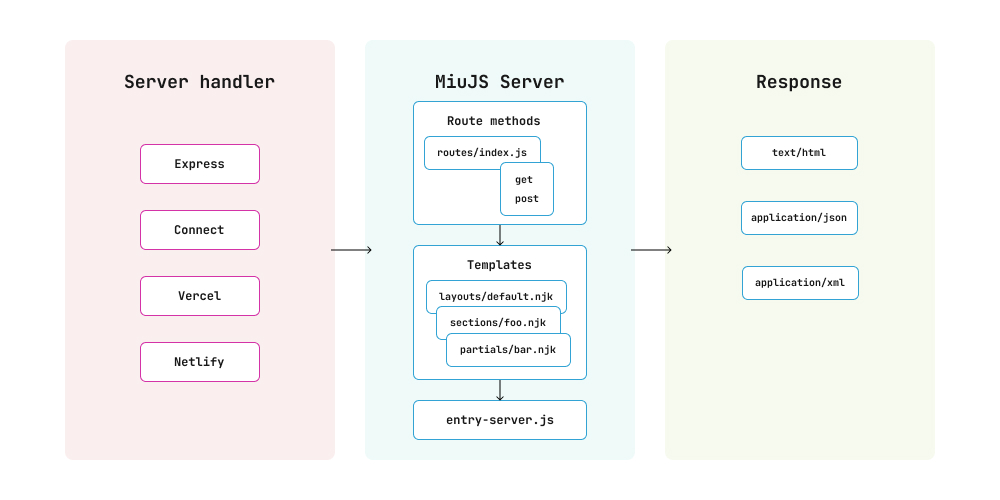 Server handler
Express
Connect
Vercel
Netlify
MiuJS Server
Route methods
routes/index.js
get
post
Templates
layouts/default.njk
sections/foo.njk
partials/bar.njk
entry-server.js
Response
text/html
application/json
application/xml